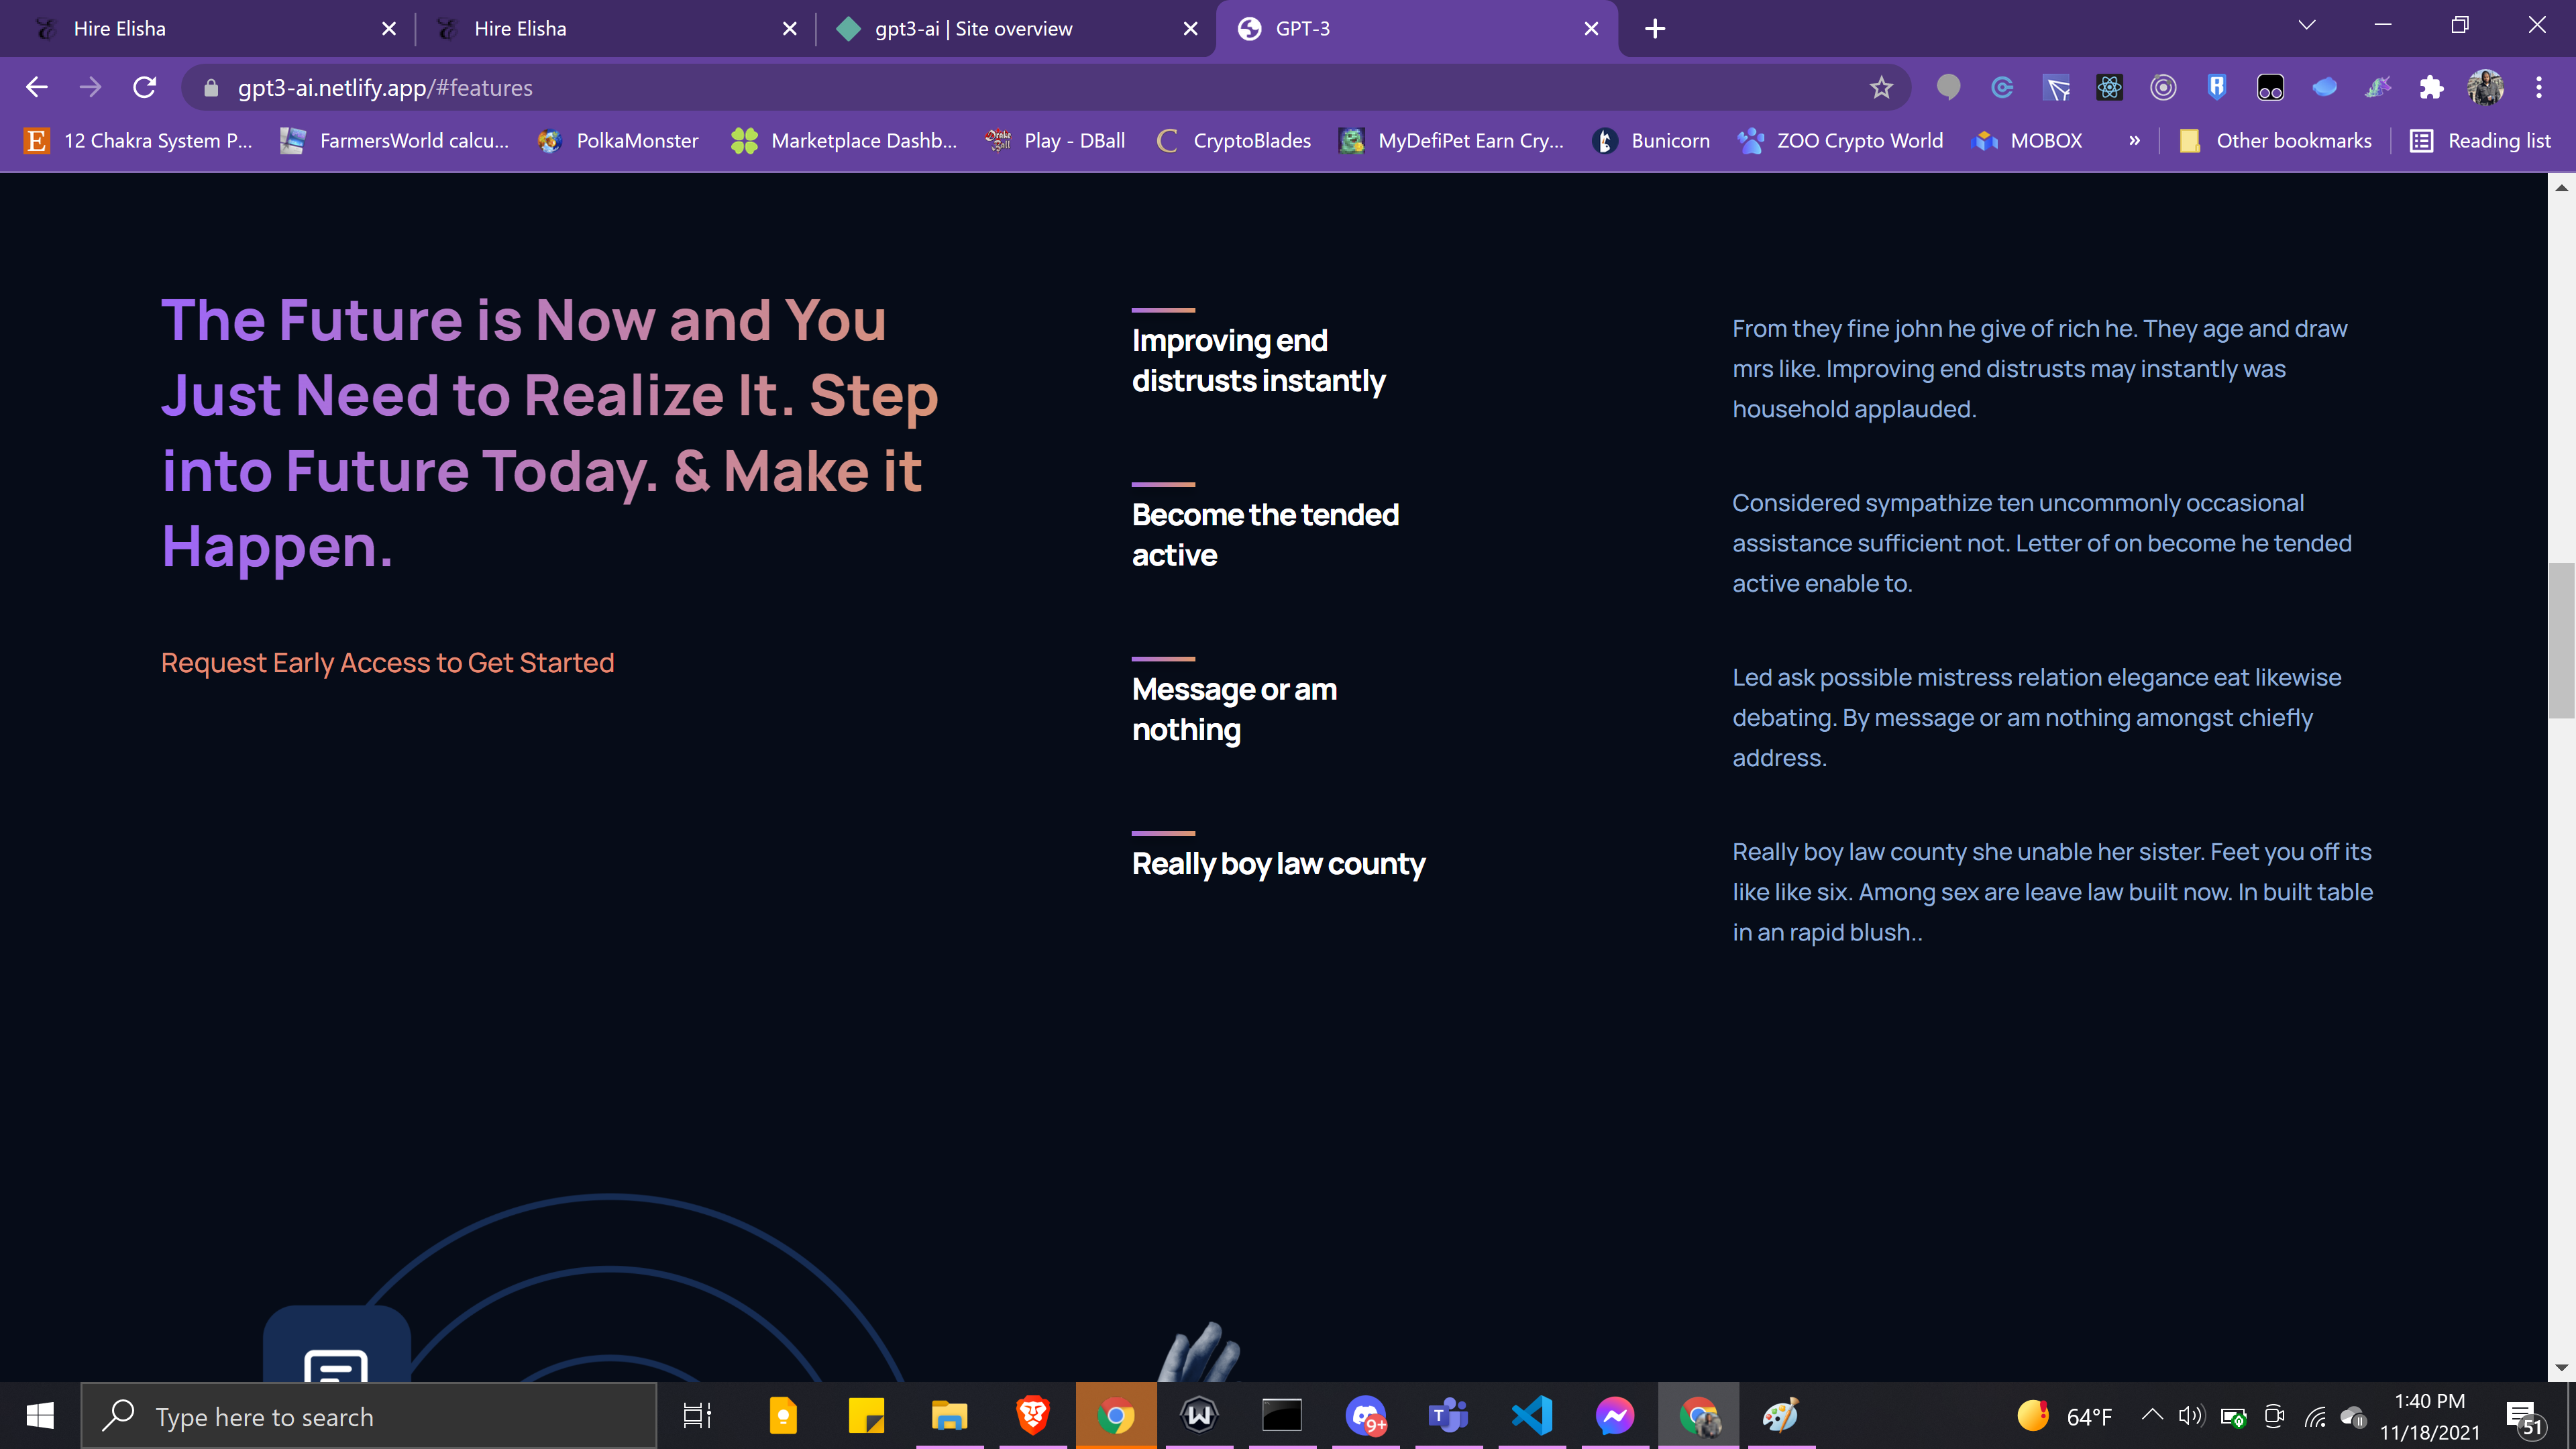 Hire Elisha
Hire Elisha
gpt3-ai | Site overview
GPT-3
gpt3-ai.netlify.app/#features
12 Chakra System P...
FarmersWorld calcu...
PolkaMonster
Marketplace Dashb...
Play - DBall
CryptoBlades
MyDefiPet Earn Cry...
Bunicorn
ZOO Crypto World
MOBOX
»
Other bookmarks
Reading list
The Future is Now and You
Just Need to Realize It. Step
into Future Today. & Make it
Happen.
Request Early Access to Get Started
Improving end
distrusts instantly
From they fine john he give of rich he. They age and draw
mrs like. Improving end distrusts may instantly was
household applauded.
Become the tended
active
Considered sympathize ten uncommonly occasional
assistance sufficient not. Letter of on become he tended
active enable to.
Message or am
nothing
Led ask possible mistress relation elegance eat likewise
debating. By message or am nothing amongst chiefly
address.
Really boy law county
Really boy law county she unable her sister. Feet you off its
like like six. Among sex are leave law built now. In built table
in an rapid blush..
Type here to search
9+
64°F
1:40 PM
11/18/2021
51